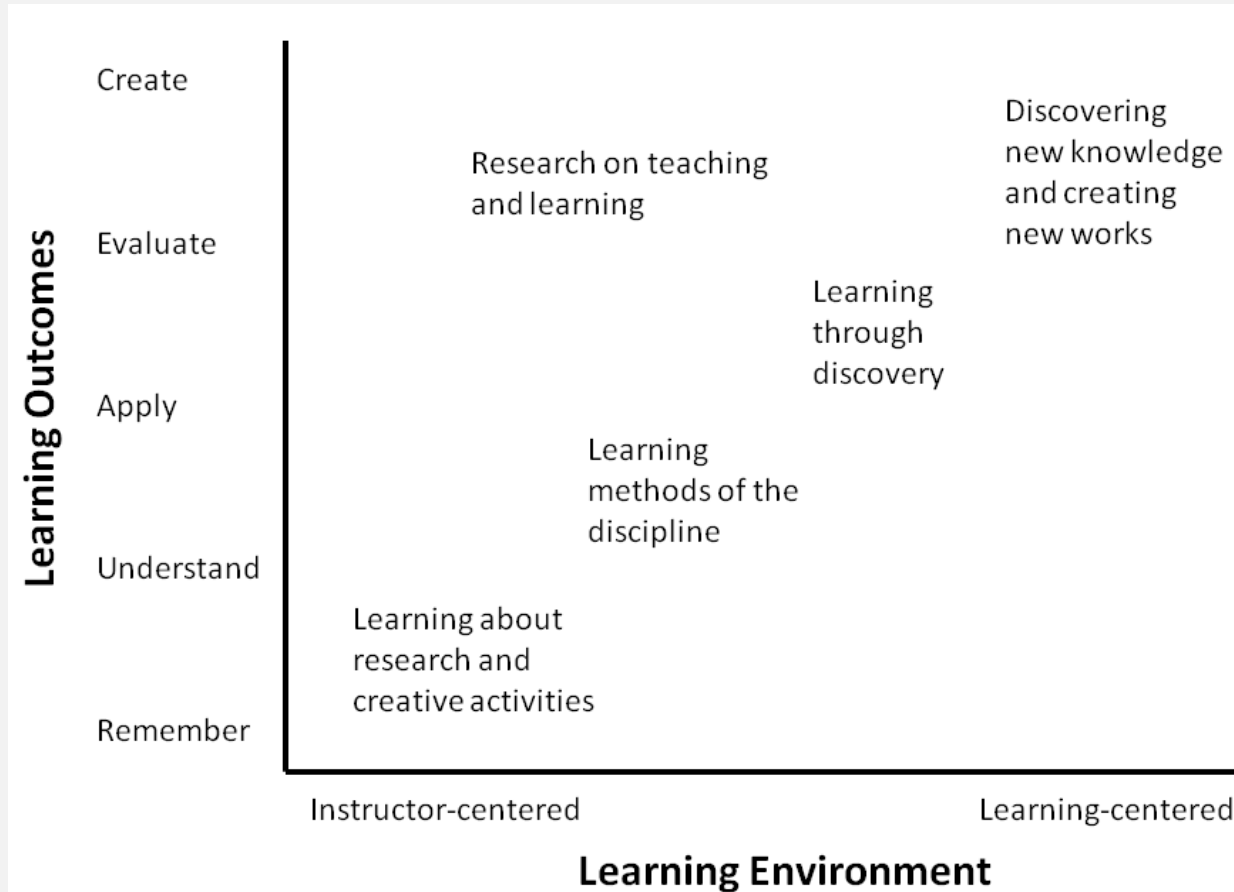 Learning Outcomes
Create
Evaluate
Apply
Understand
Remember
Research on teaching
and learning
Discovering
new knowledge
and creating
new works
Learning
through
discovery
Learning
methods of the
discipline
Learning about
research and
creative activities
Instructor-centered
Learning-centered
Learning Environment